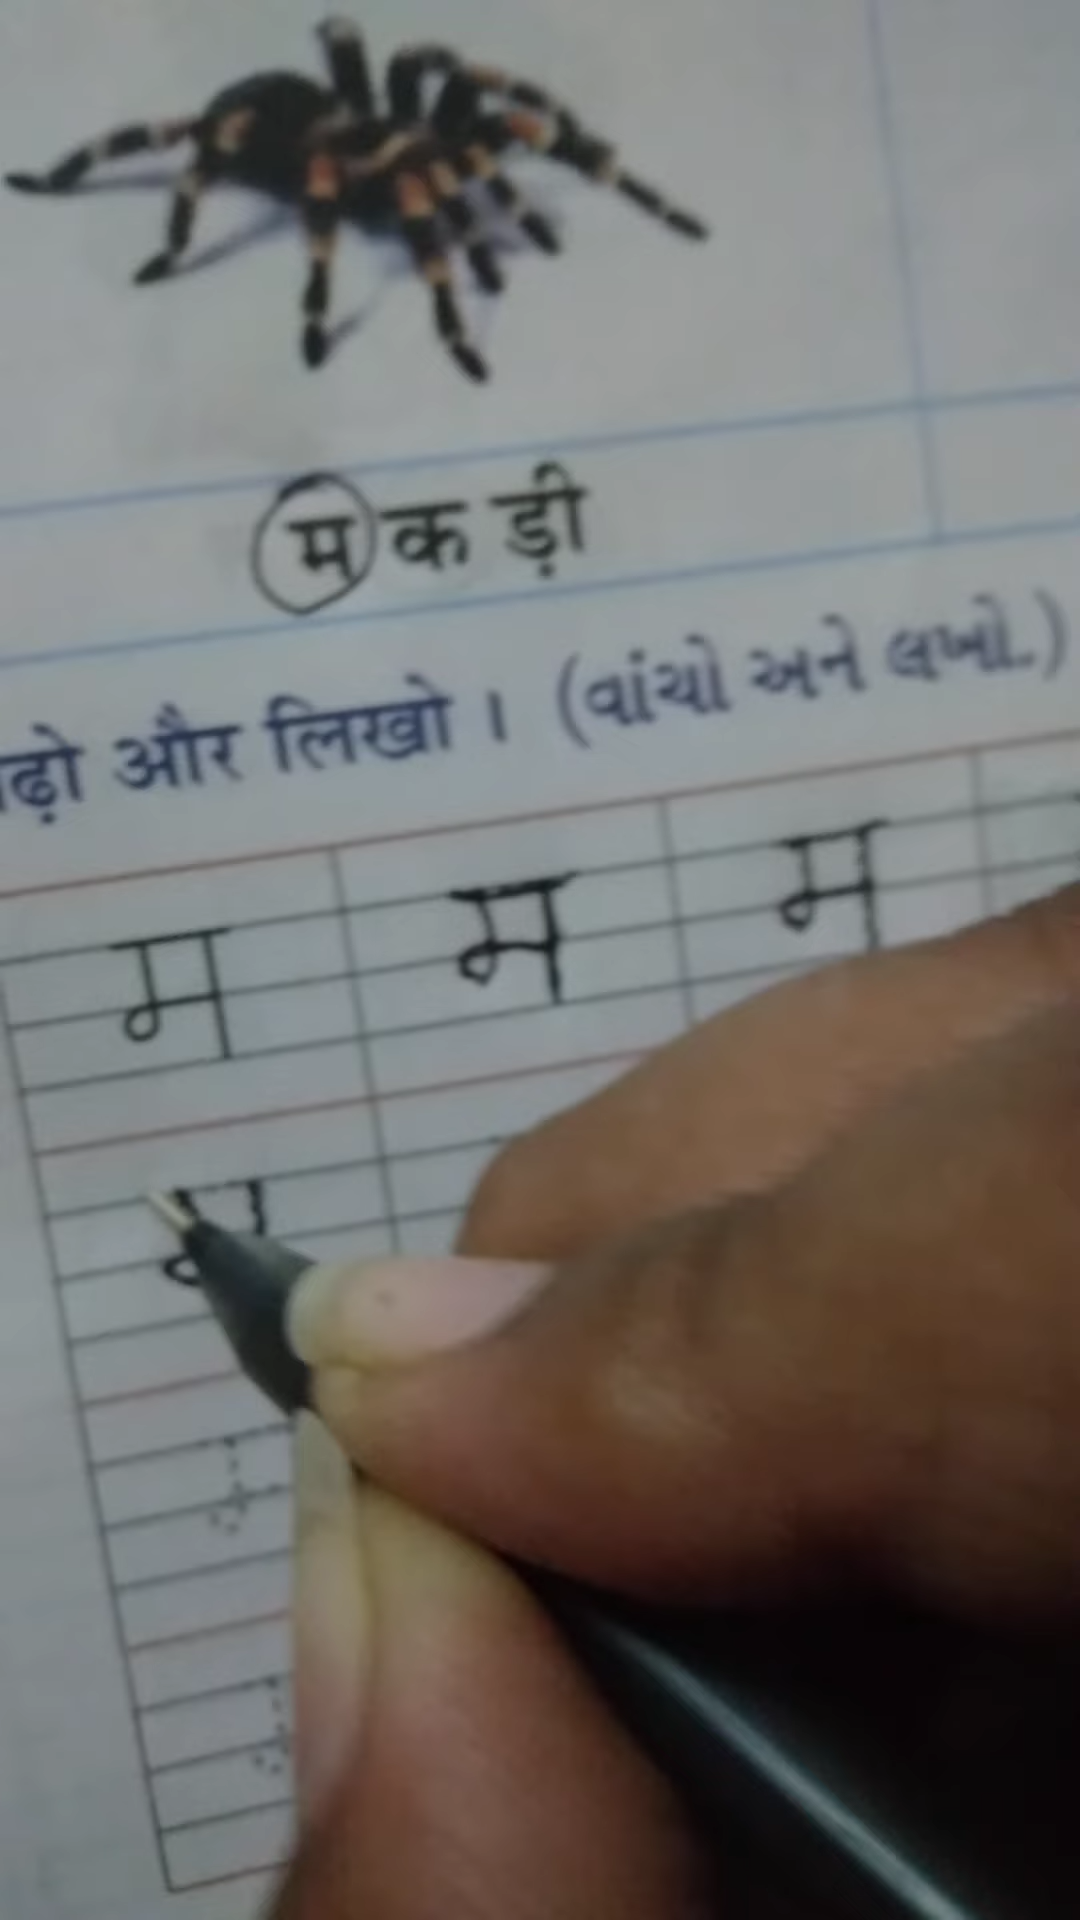 मकड़ी
और लिखो । (વાંચો અને લખો.)
म म म
म